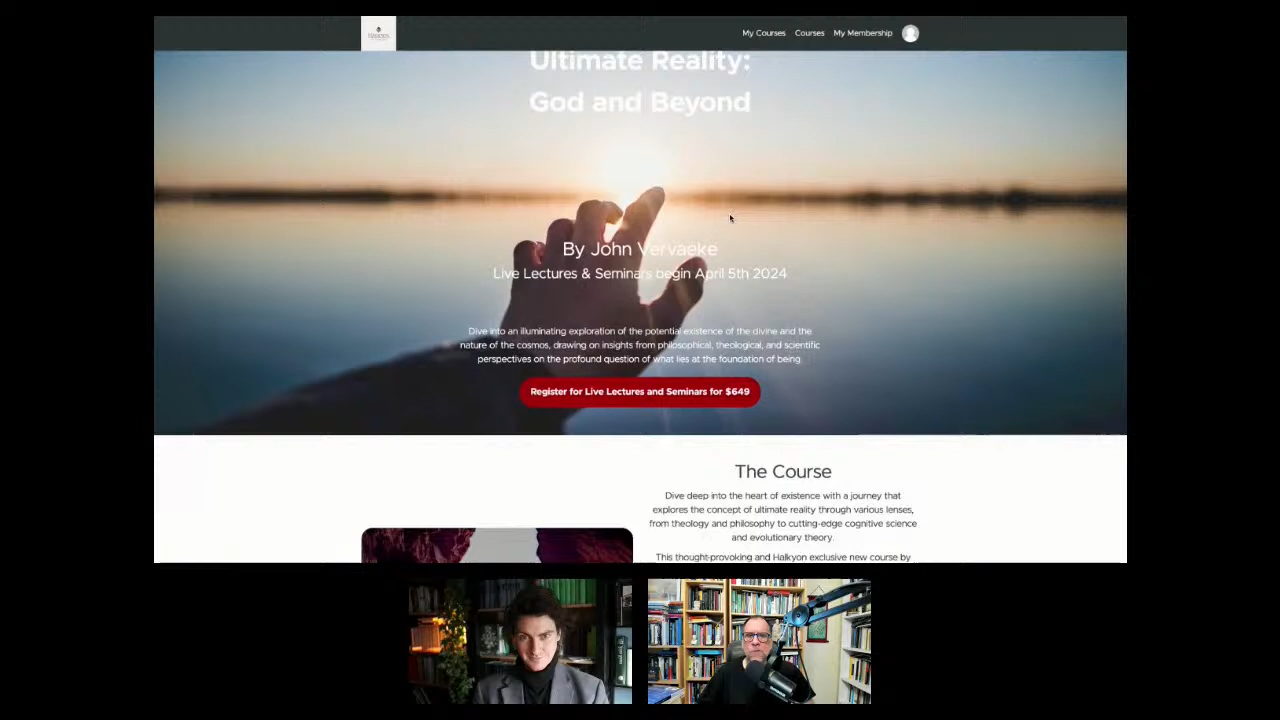 My Courses Courses My Membership
Ultimate Reality:
God and Beyond
By John Vervaeke
Live Lectures & Seminars begin April 5th 2024
Dive into an illuminating exploration of the potential existence of the divine and the
nature of the cosmos, drawing on insights from philosophical, theological, and scientific
perspectives on the profound question of what lies at the foundation of being.
Register for Live Lectures and Seminars for $649
The Course
Dive deep into the heart of existence with a journey that
explores the concept of ultimate reality through various lenses,
from theology and philosophy to cutting-edge cognitive science
and evolutionary theory.
This thought-provoking and Halkyon exclusive new course by